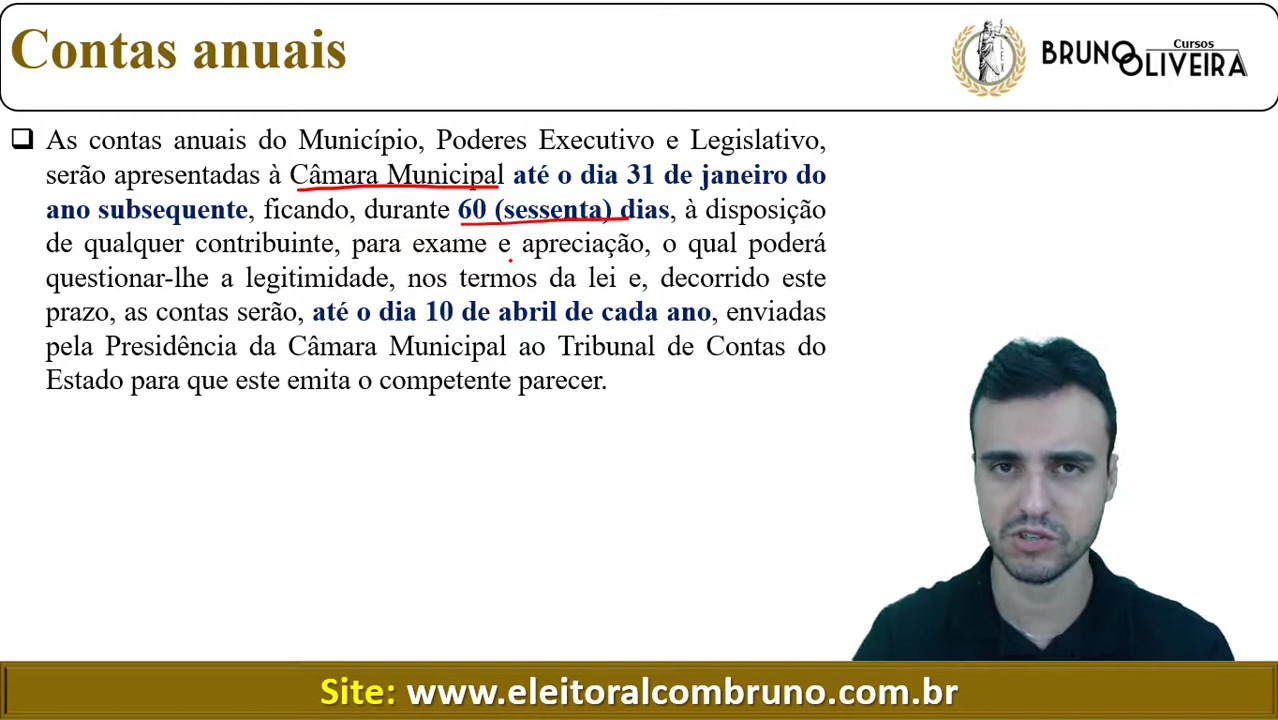 Contas anuais
Cursos
BRUNO
OLIVEIRA
LEX
As contas anuais do Município, Poderes Executivo e Legislativo,
serão apresentadas à Câmara Municipal até o dia 31 de janeiro do
ano subsequente, ficando, durante 60 (sessenta) dias, à disposição
de qualquer contribuinte, para exame e apreciação, o qual poderá
questionar-lhe a legitimidade, nos termos da lei e, decorrido este
prazo, as contas serão, até o dia 10 de abril de cada ano, enviadas
pela Presidência da Câmara Municipal ao Tribunal de Contas do
Estado para que este emita o competente parecer.
Site: www.eleitoralcombruno.com.br